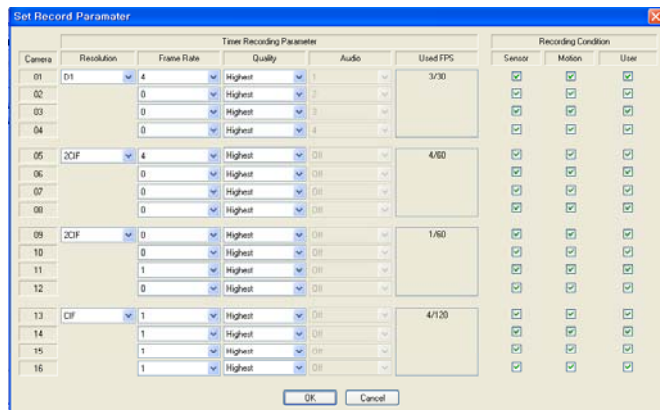 Set Record Paramater
Timer Recording Parameter Recording Condition
Camera Resolution Frame Rate Quality Audio Used FPS Sensor Motion User
01 D1 4 Highest 1 3/30
02 0 Highest 2
03 0 Highest 3
04 0 Highest 4
05 2CIF 4 Highest Off 4/60
06 0 Highest Off
07 0 Highest Off
08 0 Highest Off
09 2CIF 0 Highest Off 1/60
10 0 Highest Off
11 1 Highest Off
12 0 Highest Off
13 CIF 1 Highest Off 4/120
14 1 Highest Off
15 1 Highest Off
16 1 Highest Off
OK Cancel